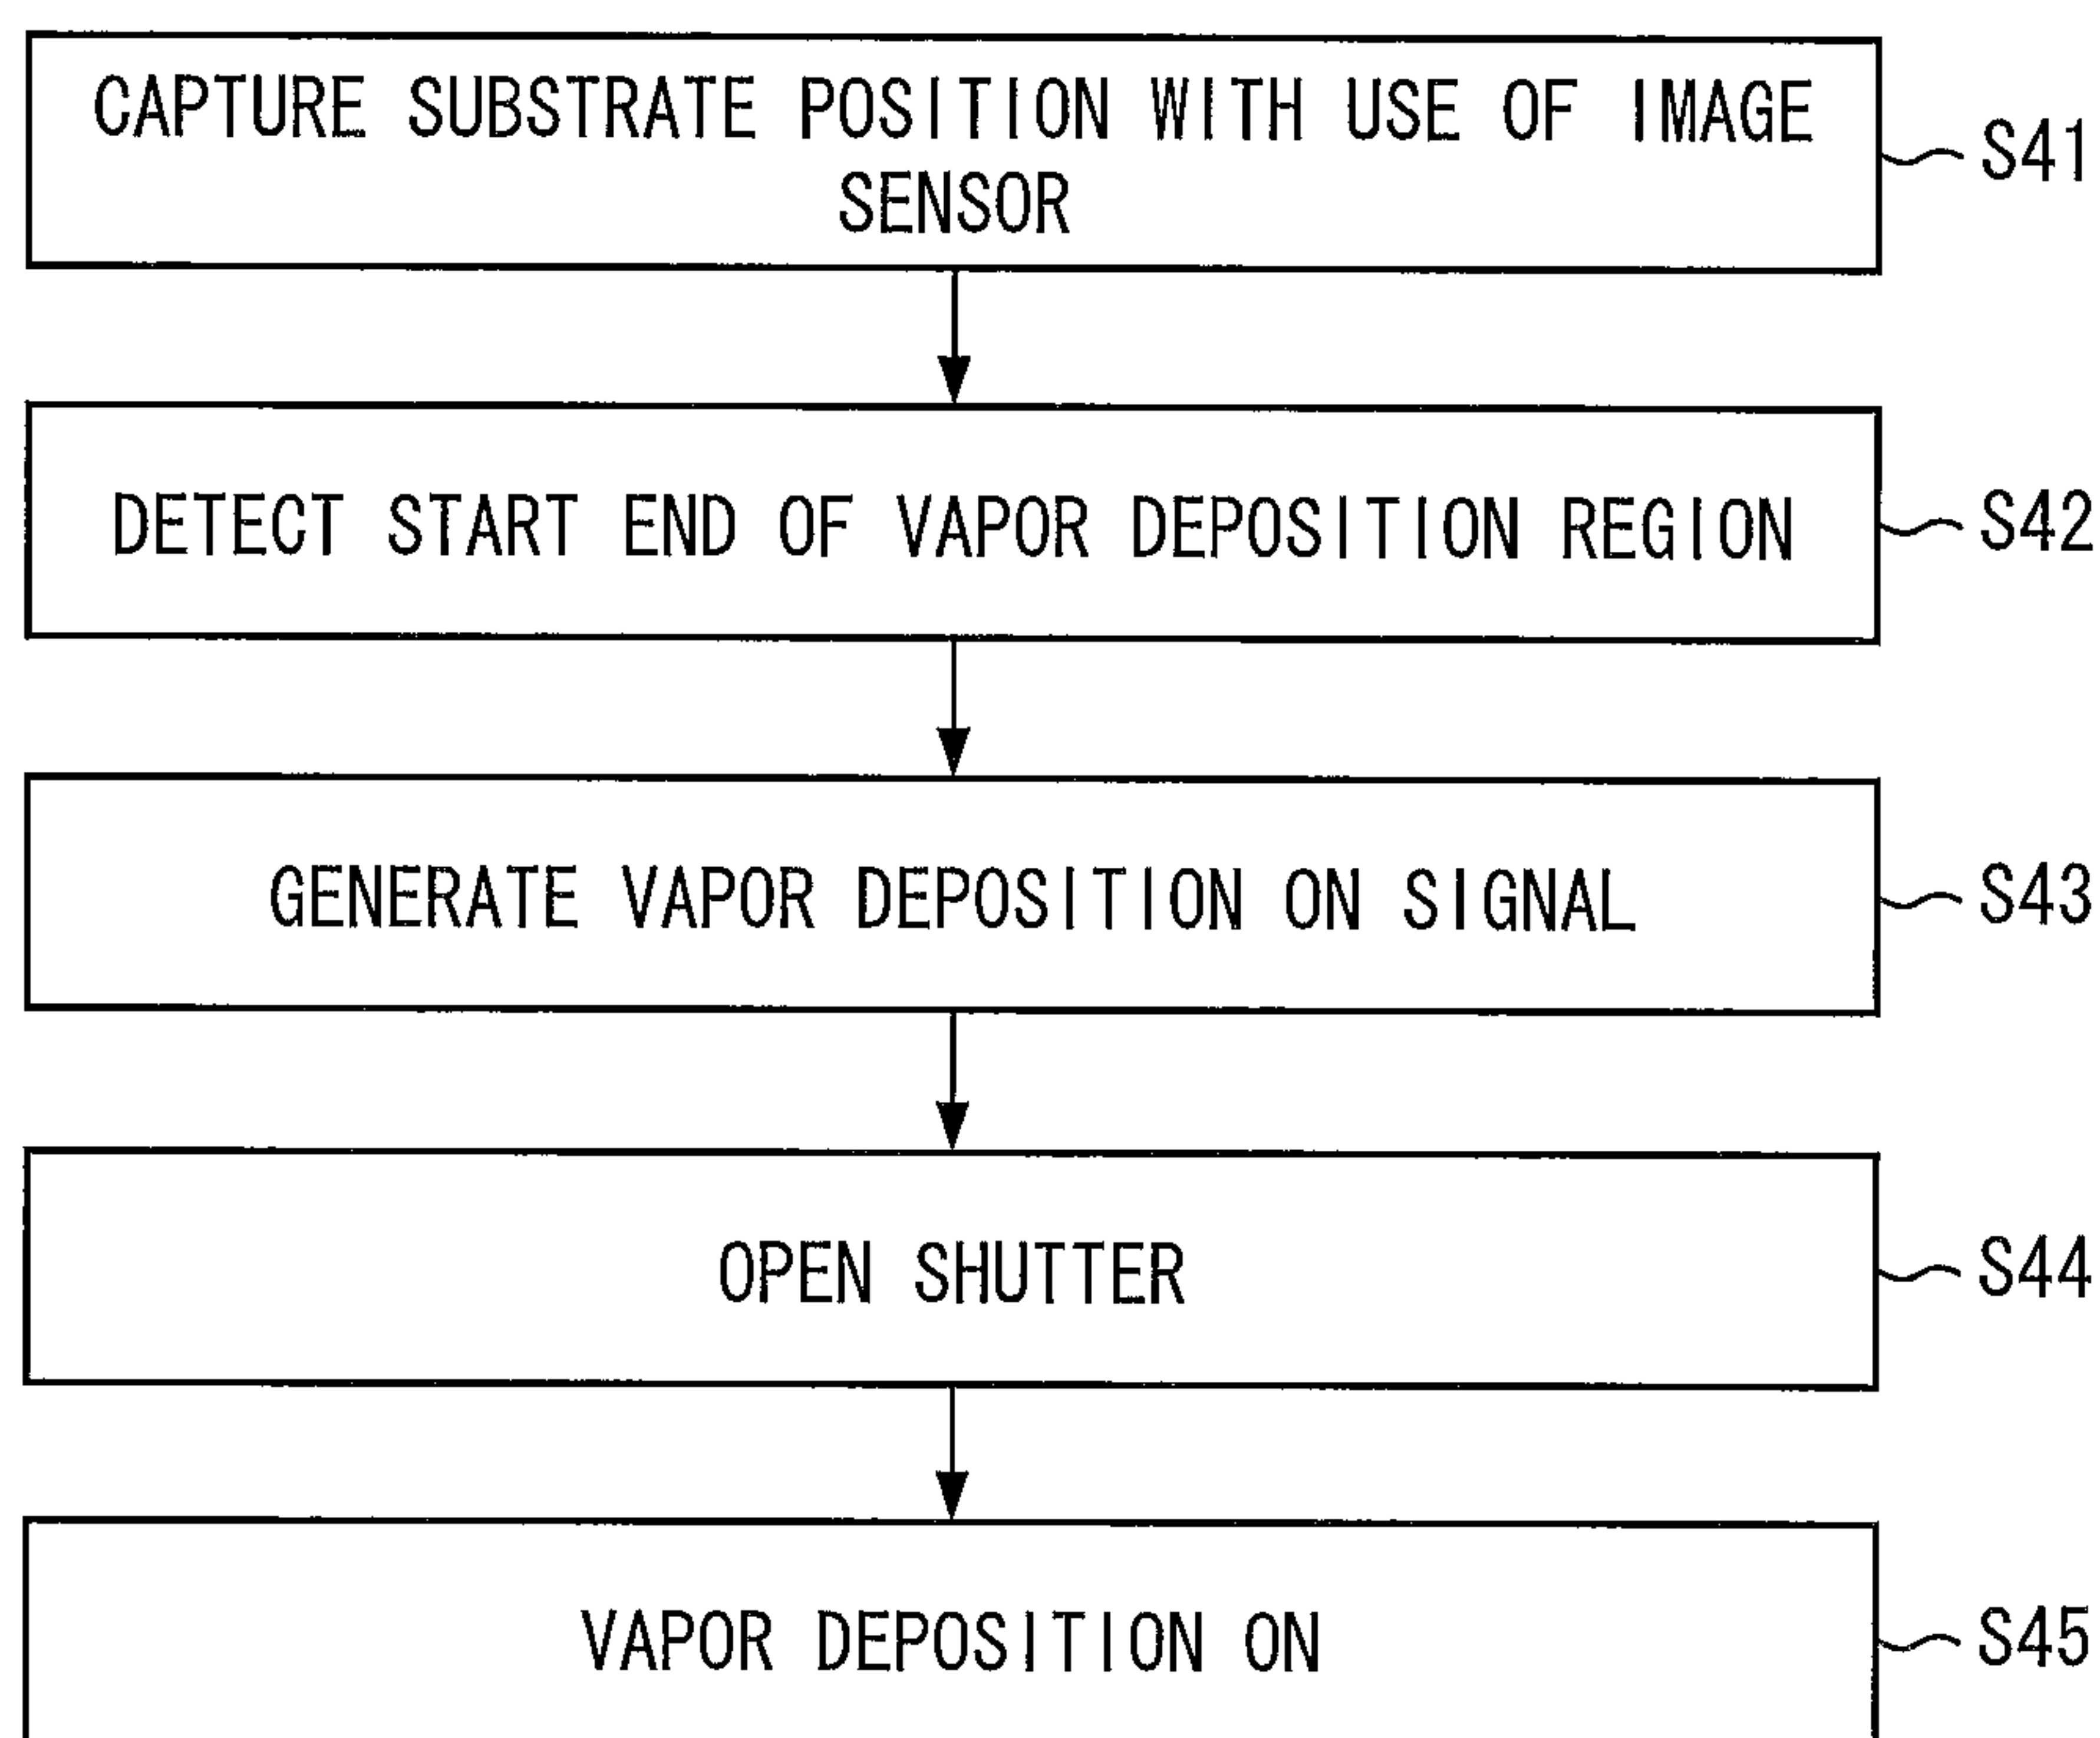 CAPTURE SUBSTRATE POSITION WITH USE OF IMAGE
SENSOR
S41
DETECT START END OF VAPOR DEPOSITION REGION
S42
GENERATE VAPOR DEPOSITION ON SIGNAL
S43
OPEN SHUTTER
S44
VAPOR DEPOSITION ON
S45